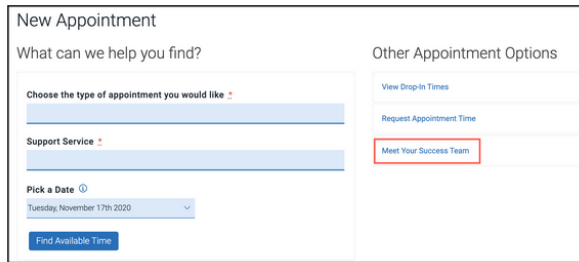 New Appointment
What can we help you find?
Choose the type of appointment you would like *
Support Service *
Pick a Date
Tuesday, November 17th 2020
Find Available Time
Other Appointment Options
View Drop-In Times
Request Appointment Time
Meet Your Success Team